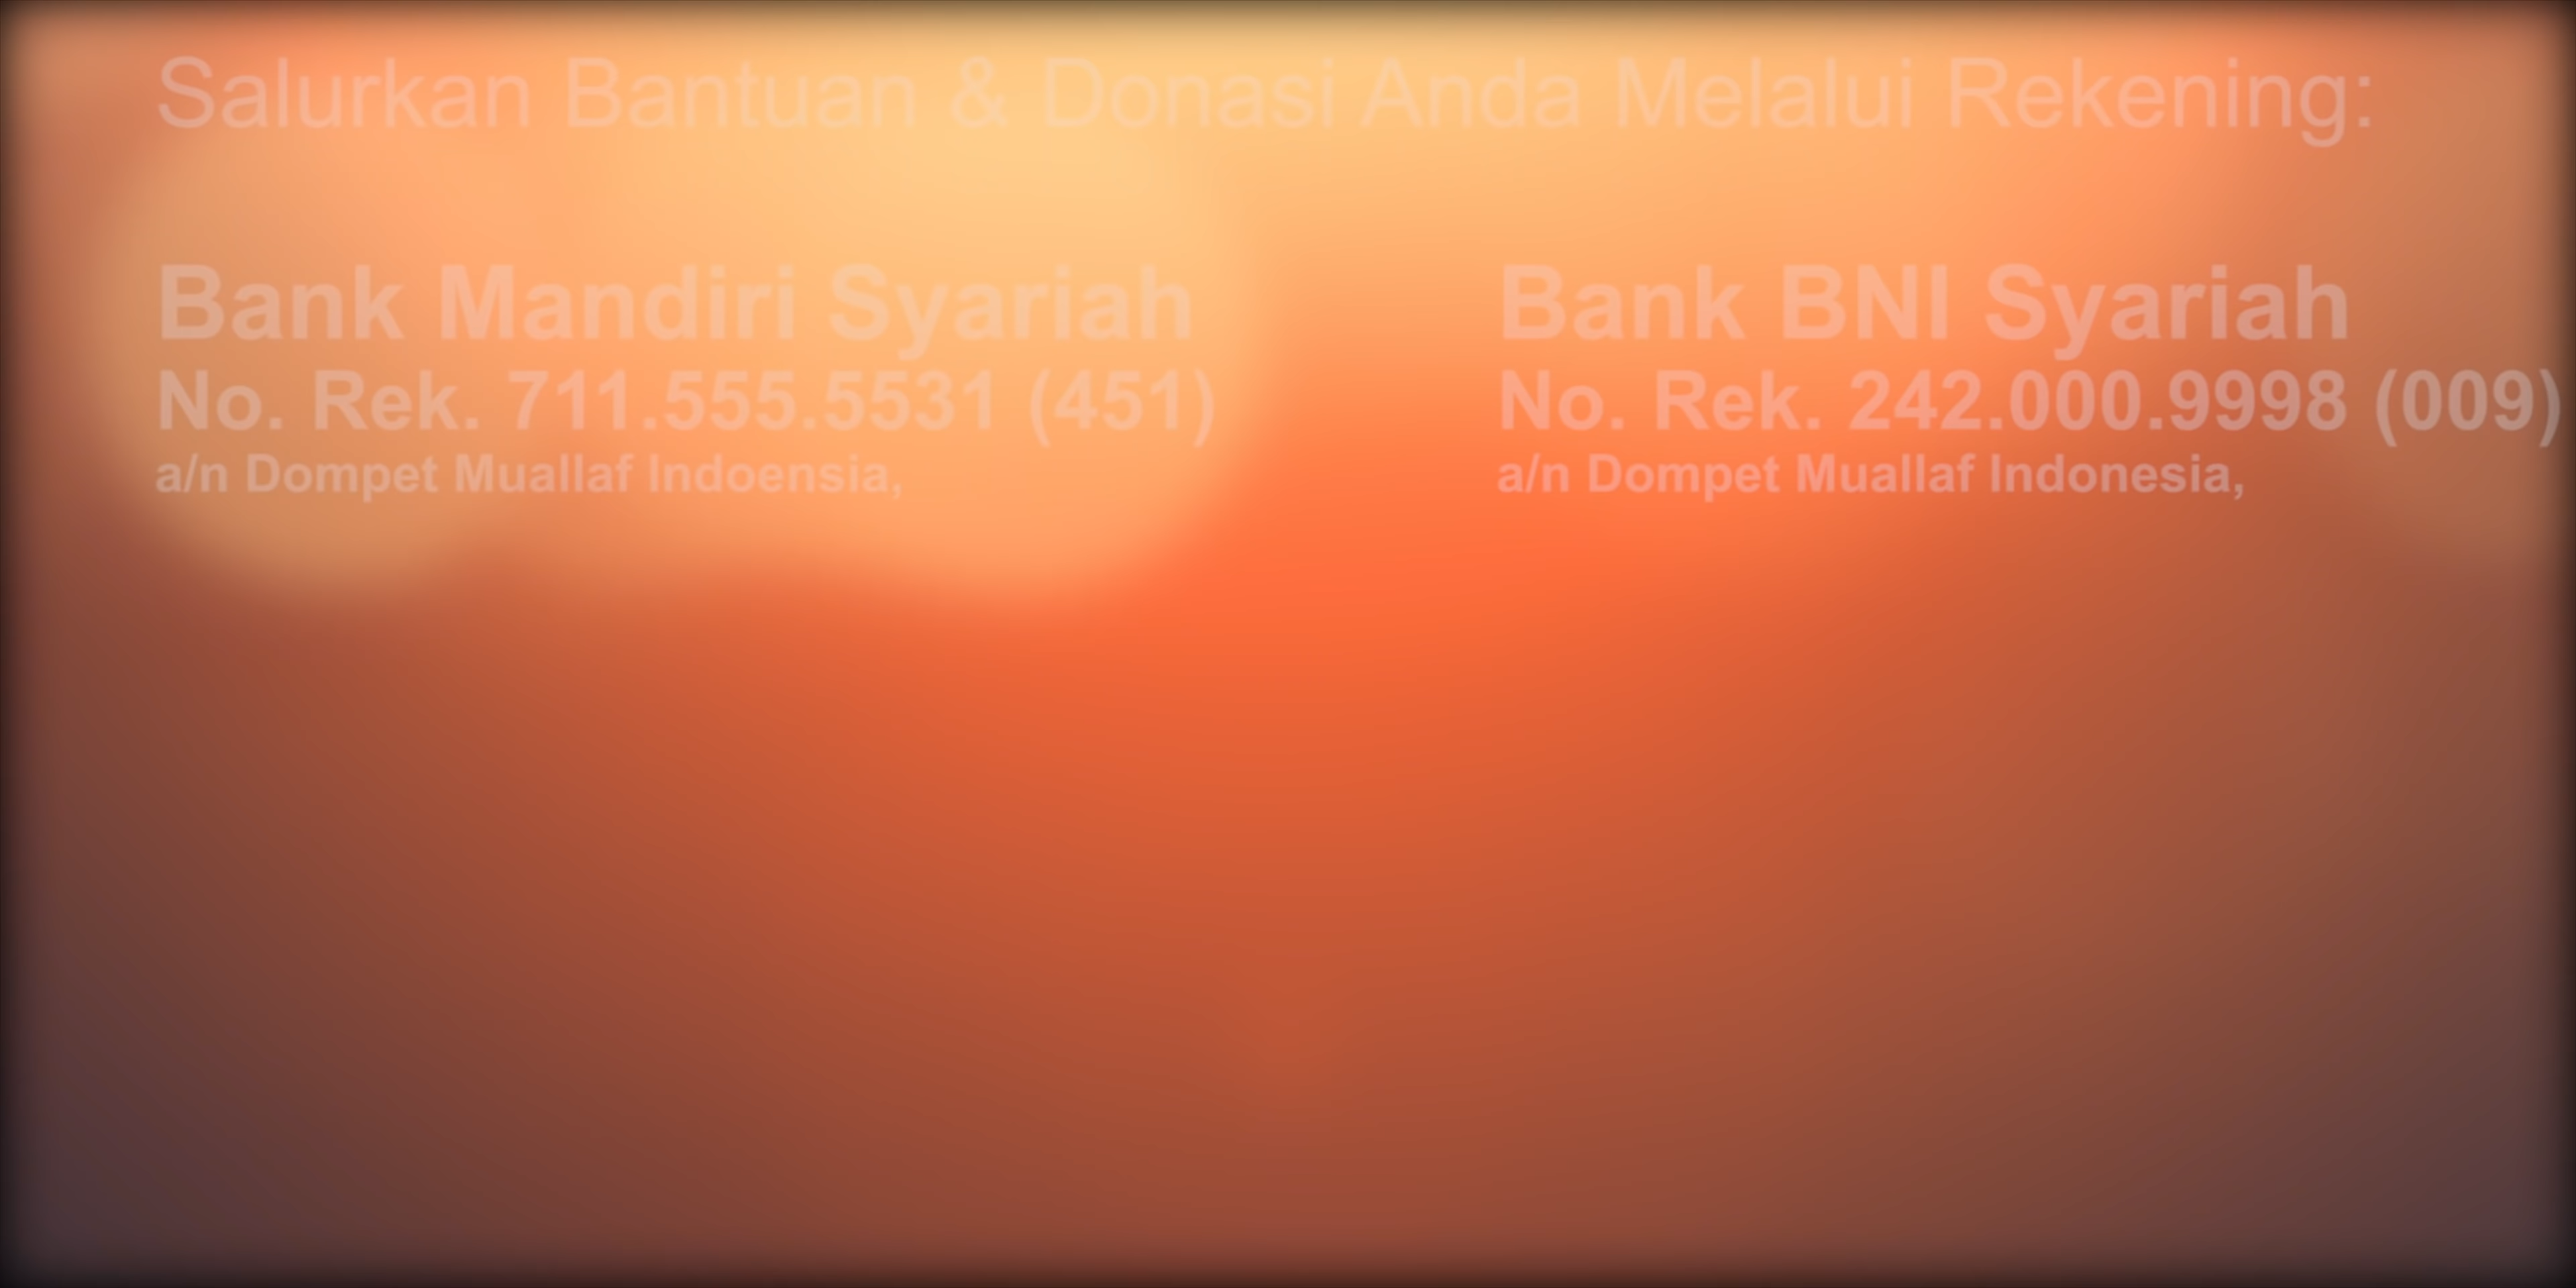 Salurkan Bantuan & Donasi Anda Melalui Rekening:
Bank Mandiri Syariah
No. Rek. 711.555.5531 (451)
a/n Dompet Muallaf Indoensia,
Bank BNI Syariah
No. Rek. 242.000.9998 (009)
a/n Dompet Muallaf Indonesia,